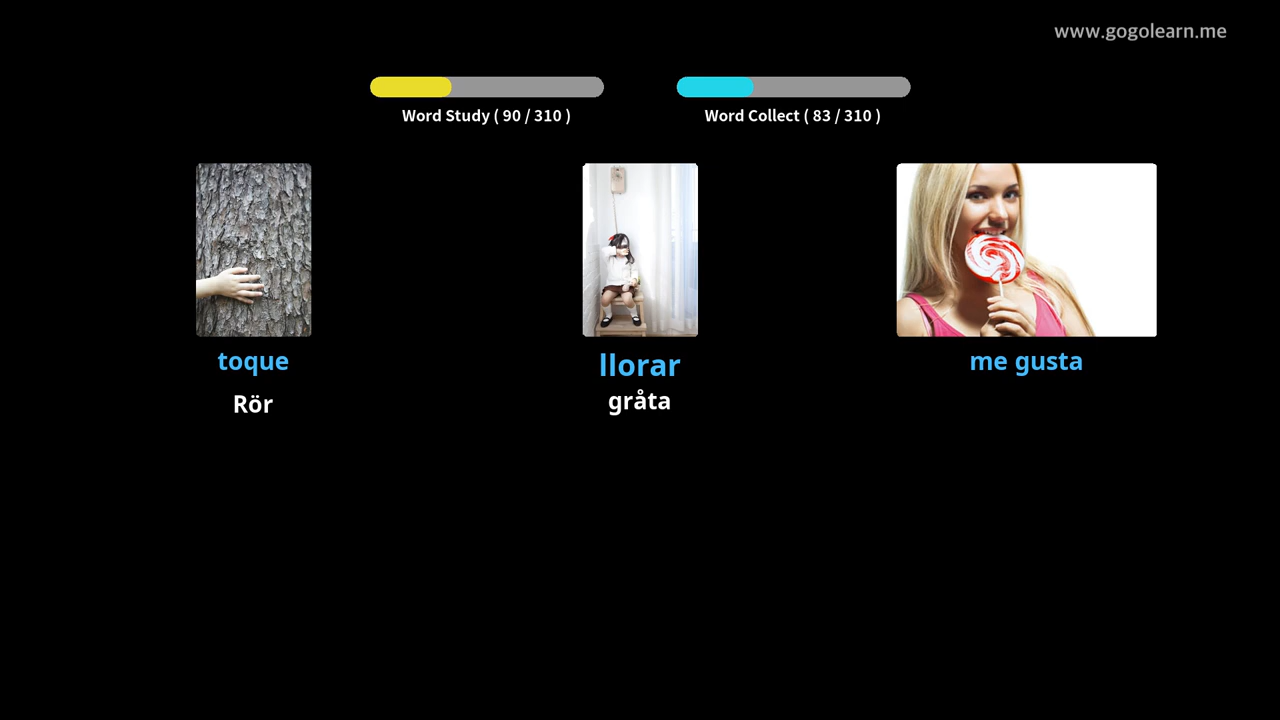 www.gogolearn.me
Word Study ( 90 / 310 )
Word Collect ( 83 / 310 )
toque
Rör
llorar
gråta
me gusta